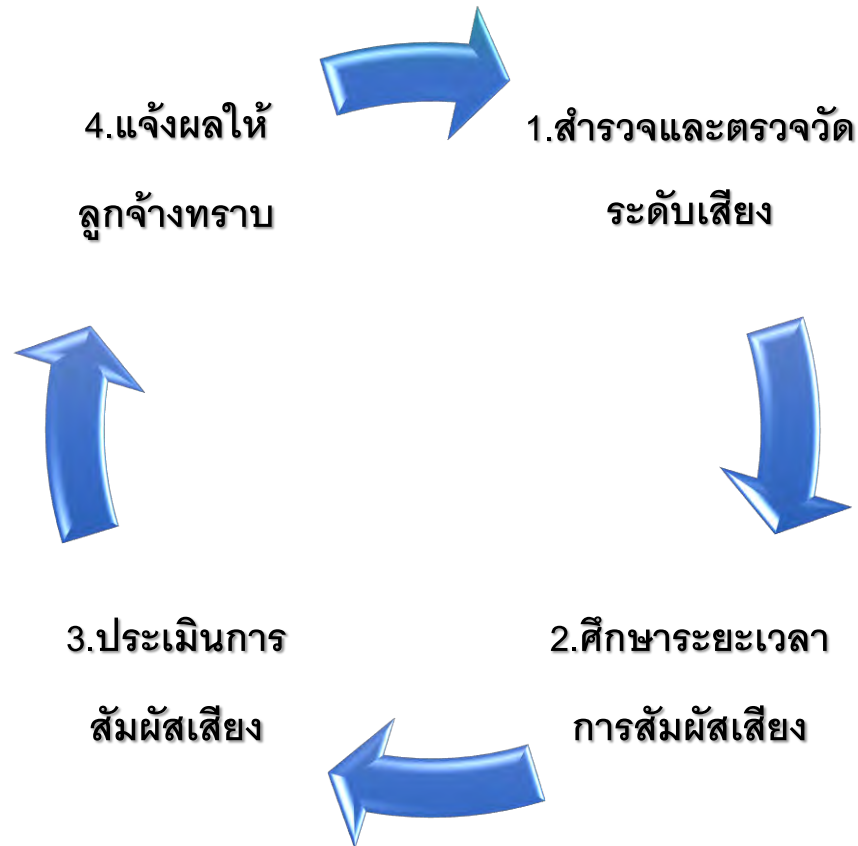 1.สำรวจและตรวจวัด
ระดับเสียง
2.ศึกษาระยะเวลา
การสัมผัสเสียง
3.ประเมินการ
สัมผัสเสียง
4.แจ้งผลให้
ลูกจ้างทราบ